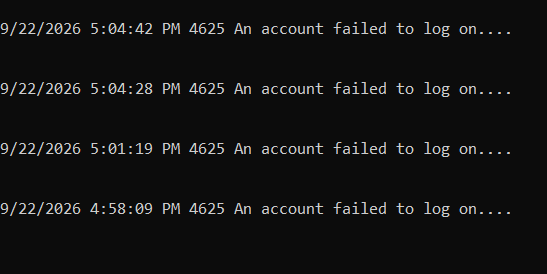 9/22/2026 5:04:42 PM 4625 An account failed to log on....
9/22/2026 5:04:28 PM 4625 An account failed to log on....
9/22/2026 5:01:19 PM 4625 An account failed to log on....
9/22/2026 4:58:09 PM 4625 An account failed to log on....